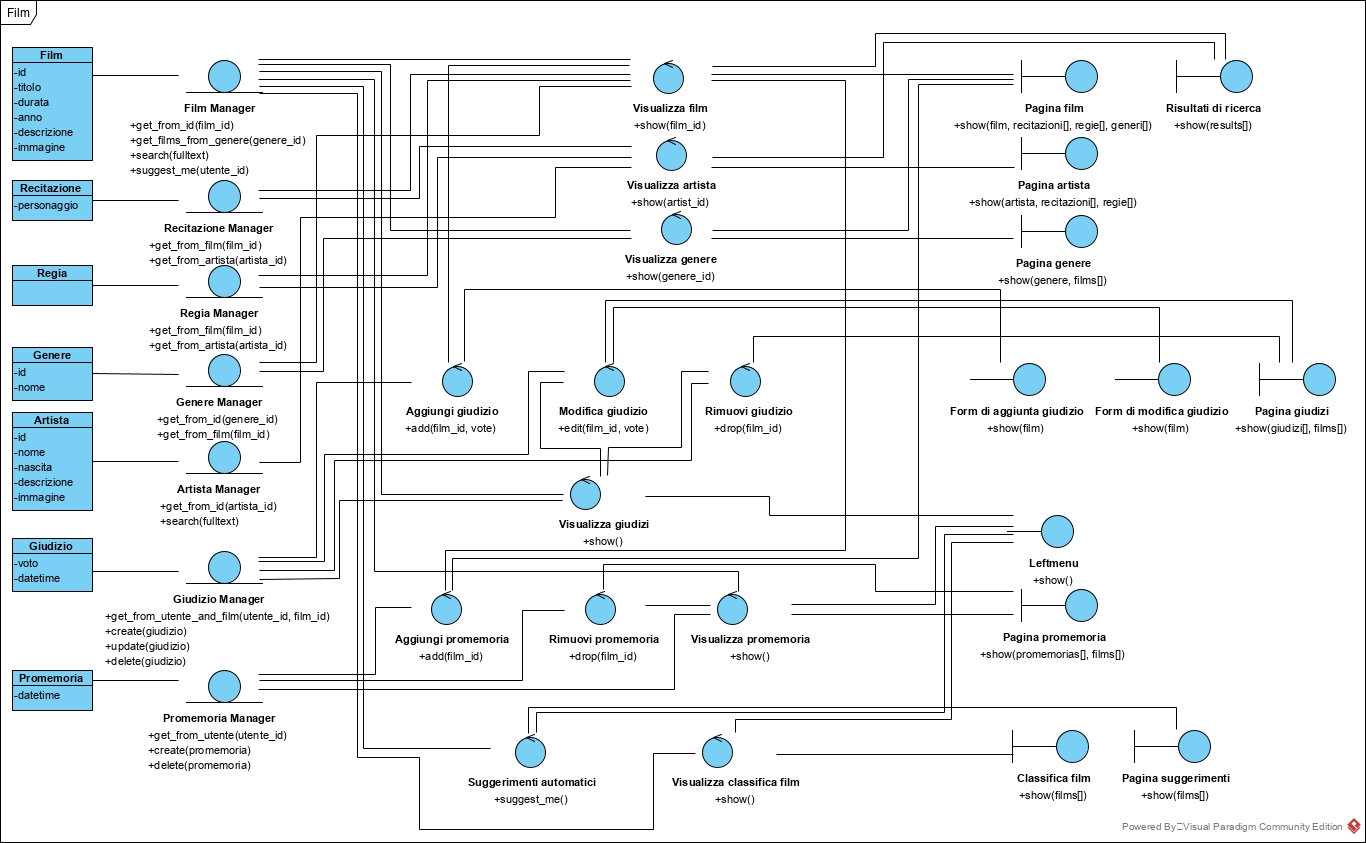 Film
Film
-id
-titolo
-durata
-anno
-descrizione
-immagine
Film Manager
+get_from_id(film_id)
+get_films_from_genere(genere_id)
+search(fulltext)
+suggest_me(utente_id)
Visualizza film
+show(film_id)
Pagina film
+show(film, recitazioni[], regie[], generi[])
Risultati di ricerca
+show(results[])
Recitazione
-personaggio
Recitazione Manager
+get_from_film(film_id)
+get_from_artista(artista_id)
Visualizza artista
+show(artist_id)
Pagina artista
+show(artista, recitazioni[], regie[])
Visualizza genere
+show(genere_id)
Pagina genere
+show(genere, films[])
Regia
Regia Manager
+get_from_film(film_id)
+get_from_artista(artista_id)
Genere
-id
-nome
Genere Manager
+get_from_id(genere_id)
+get_from_film(film_id)
Aggiungi giudizio
+add(film_id, vote)
Modifica giudizio
+edit(film_id, vote)
Rimuovi giudizio
+drop(film_id)
Form di aggiunta giudizio
+show(film)
Form di modifica giudizio
+show(film)
Pagina giudizi
+show(giudizi[], films[])
Artista
-id
-nome
-nascita
-descrizione
-immagine
Artista Manager
+get_from_id(artista_id)
+search(fulltext)
Visualizza giudizi
+show()
Leftmenu
+show()
Giudizio
-voto
-datetime
Giudizio Manager
+get_from_utente_and_film(utente_id, film_id)
+create(giudizio)
+update(giudizio)
+delete(giudizio)
Aggiungi promemoria
+add(film_id)
Rimuovi promemoria
+drop(film_id)
Visualizza promemoria
+show()
Pagina promemoria
+show(promemorias[], films[])
Promemoria
-datetime
Promemoria Manager
+get_from_utente(utente_id)
+create(promemoria)
+delete(promemoria)
Suggerimenti automatici
+suggest_me()
Visualizza classifica film
+show()
Classifica film
+show(films[])
Pagina suggerimenti
+show(films[])
Powered By Visual Paradigm Community Edition